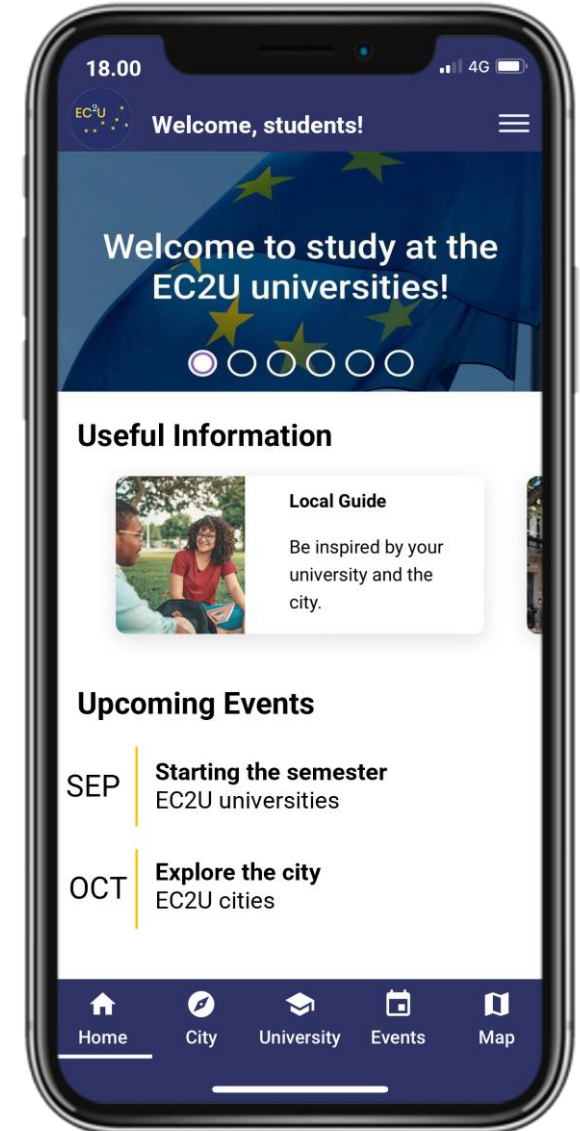 18.00
4G
EC²U
Welcome, students!
Welcome to study at the
EC2U universities!
Useful Information
Local Guide
Be inspired by your
university and the
city.
Upcoming Events
SEP
Starting the semester
EC2U universities
OCT
Explore the city
EC2U cities
Home
City
University
Events
Map